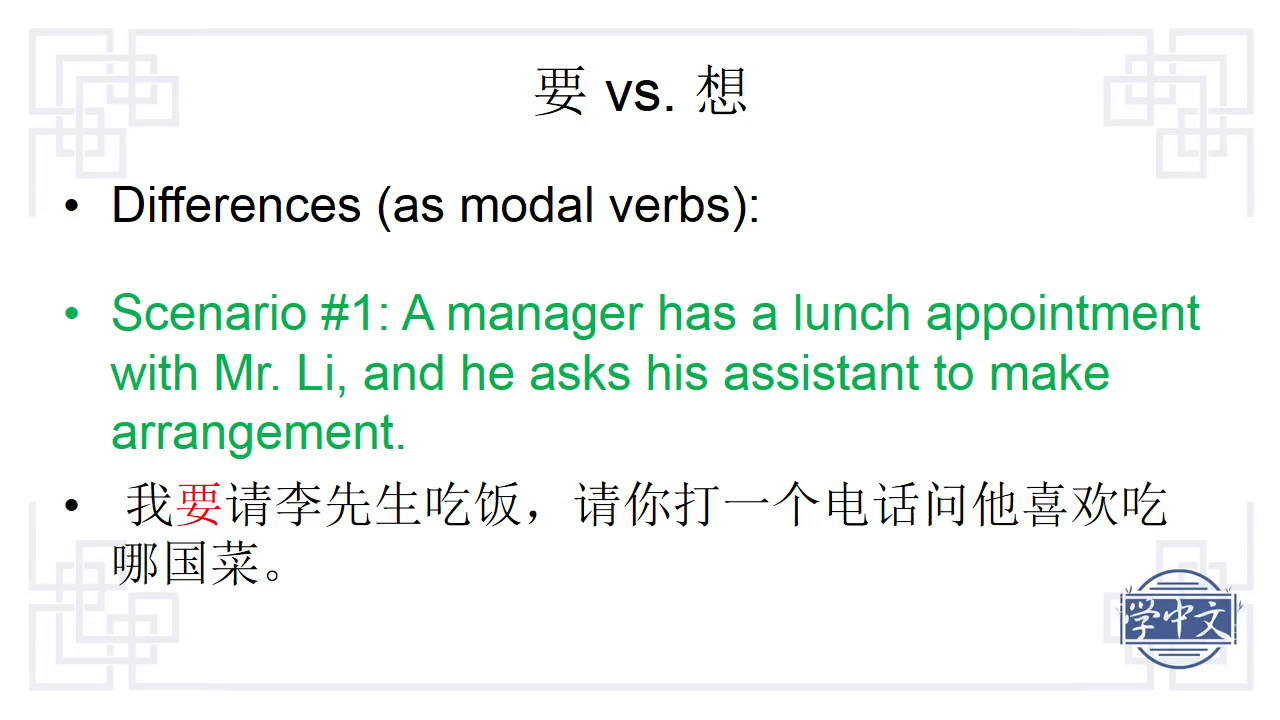 要 vs. 想
• Differences (as modal verbs):
• Scenario #1: A manager has a lunch appointment
with Mr. Li, and he asks his assistant to make
arrangement.
• 我要请李先生吃饭，请你打一个电话问他喜欢吃
哪国菜。
学中文